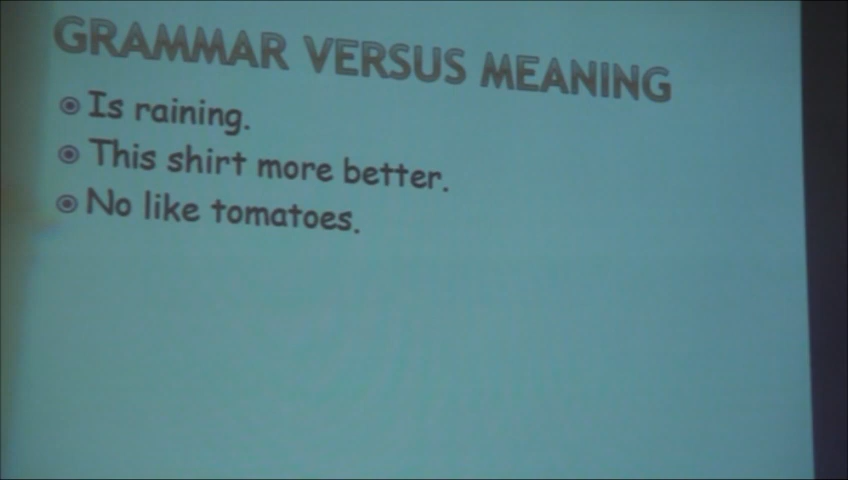 GRAMMAR VERSUS MEANING
Is raining.
This shirt more better.
No like tomatoes.